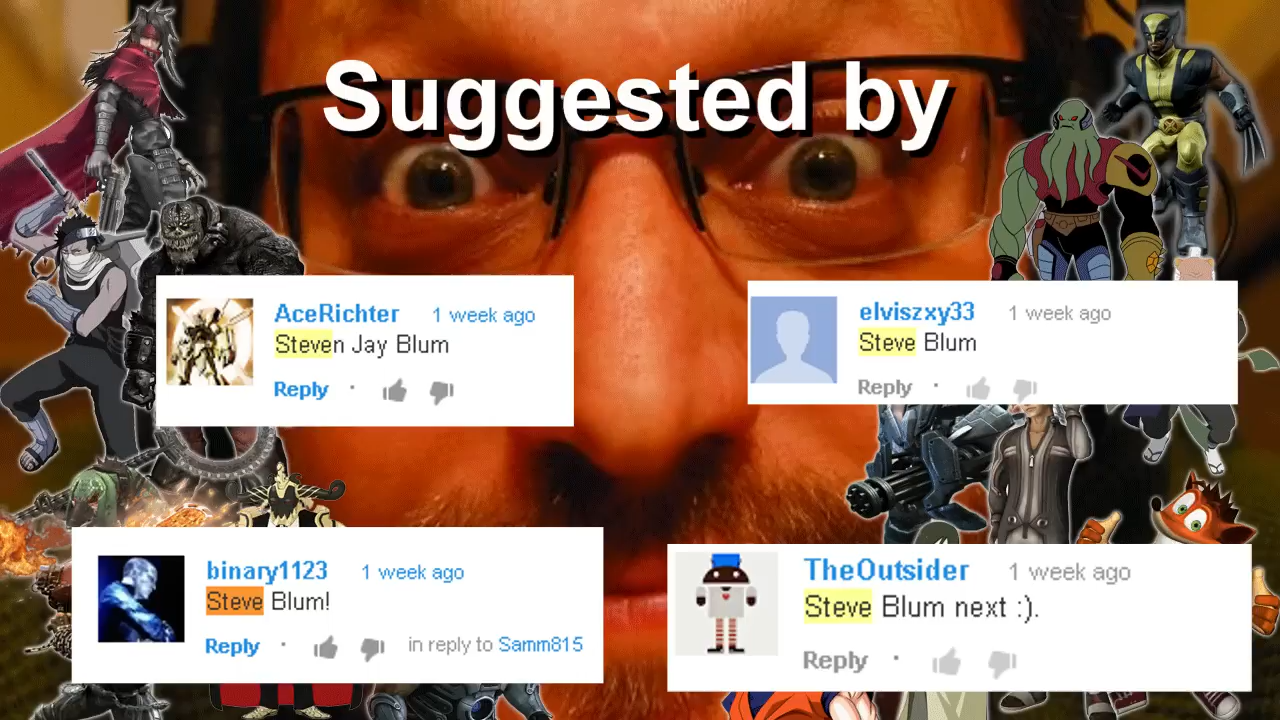 Suggested by
AceRichter 1 week ago
Steven Jay Blum
Reply ·
elviszxy33 1 week ago
Steve Blum
Reply ·
binary1123 1 week ago
Steve Blum!
Reply · in reply to Samm815
TheOutsider 1 week ago
Steve Blum next :).
Reply ·